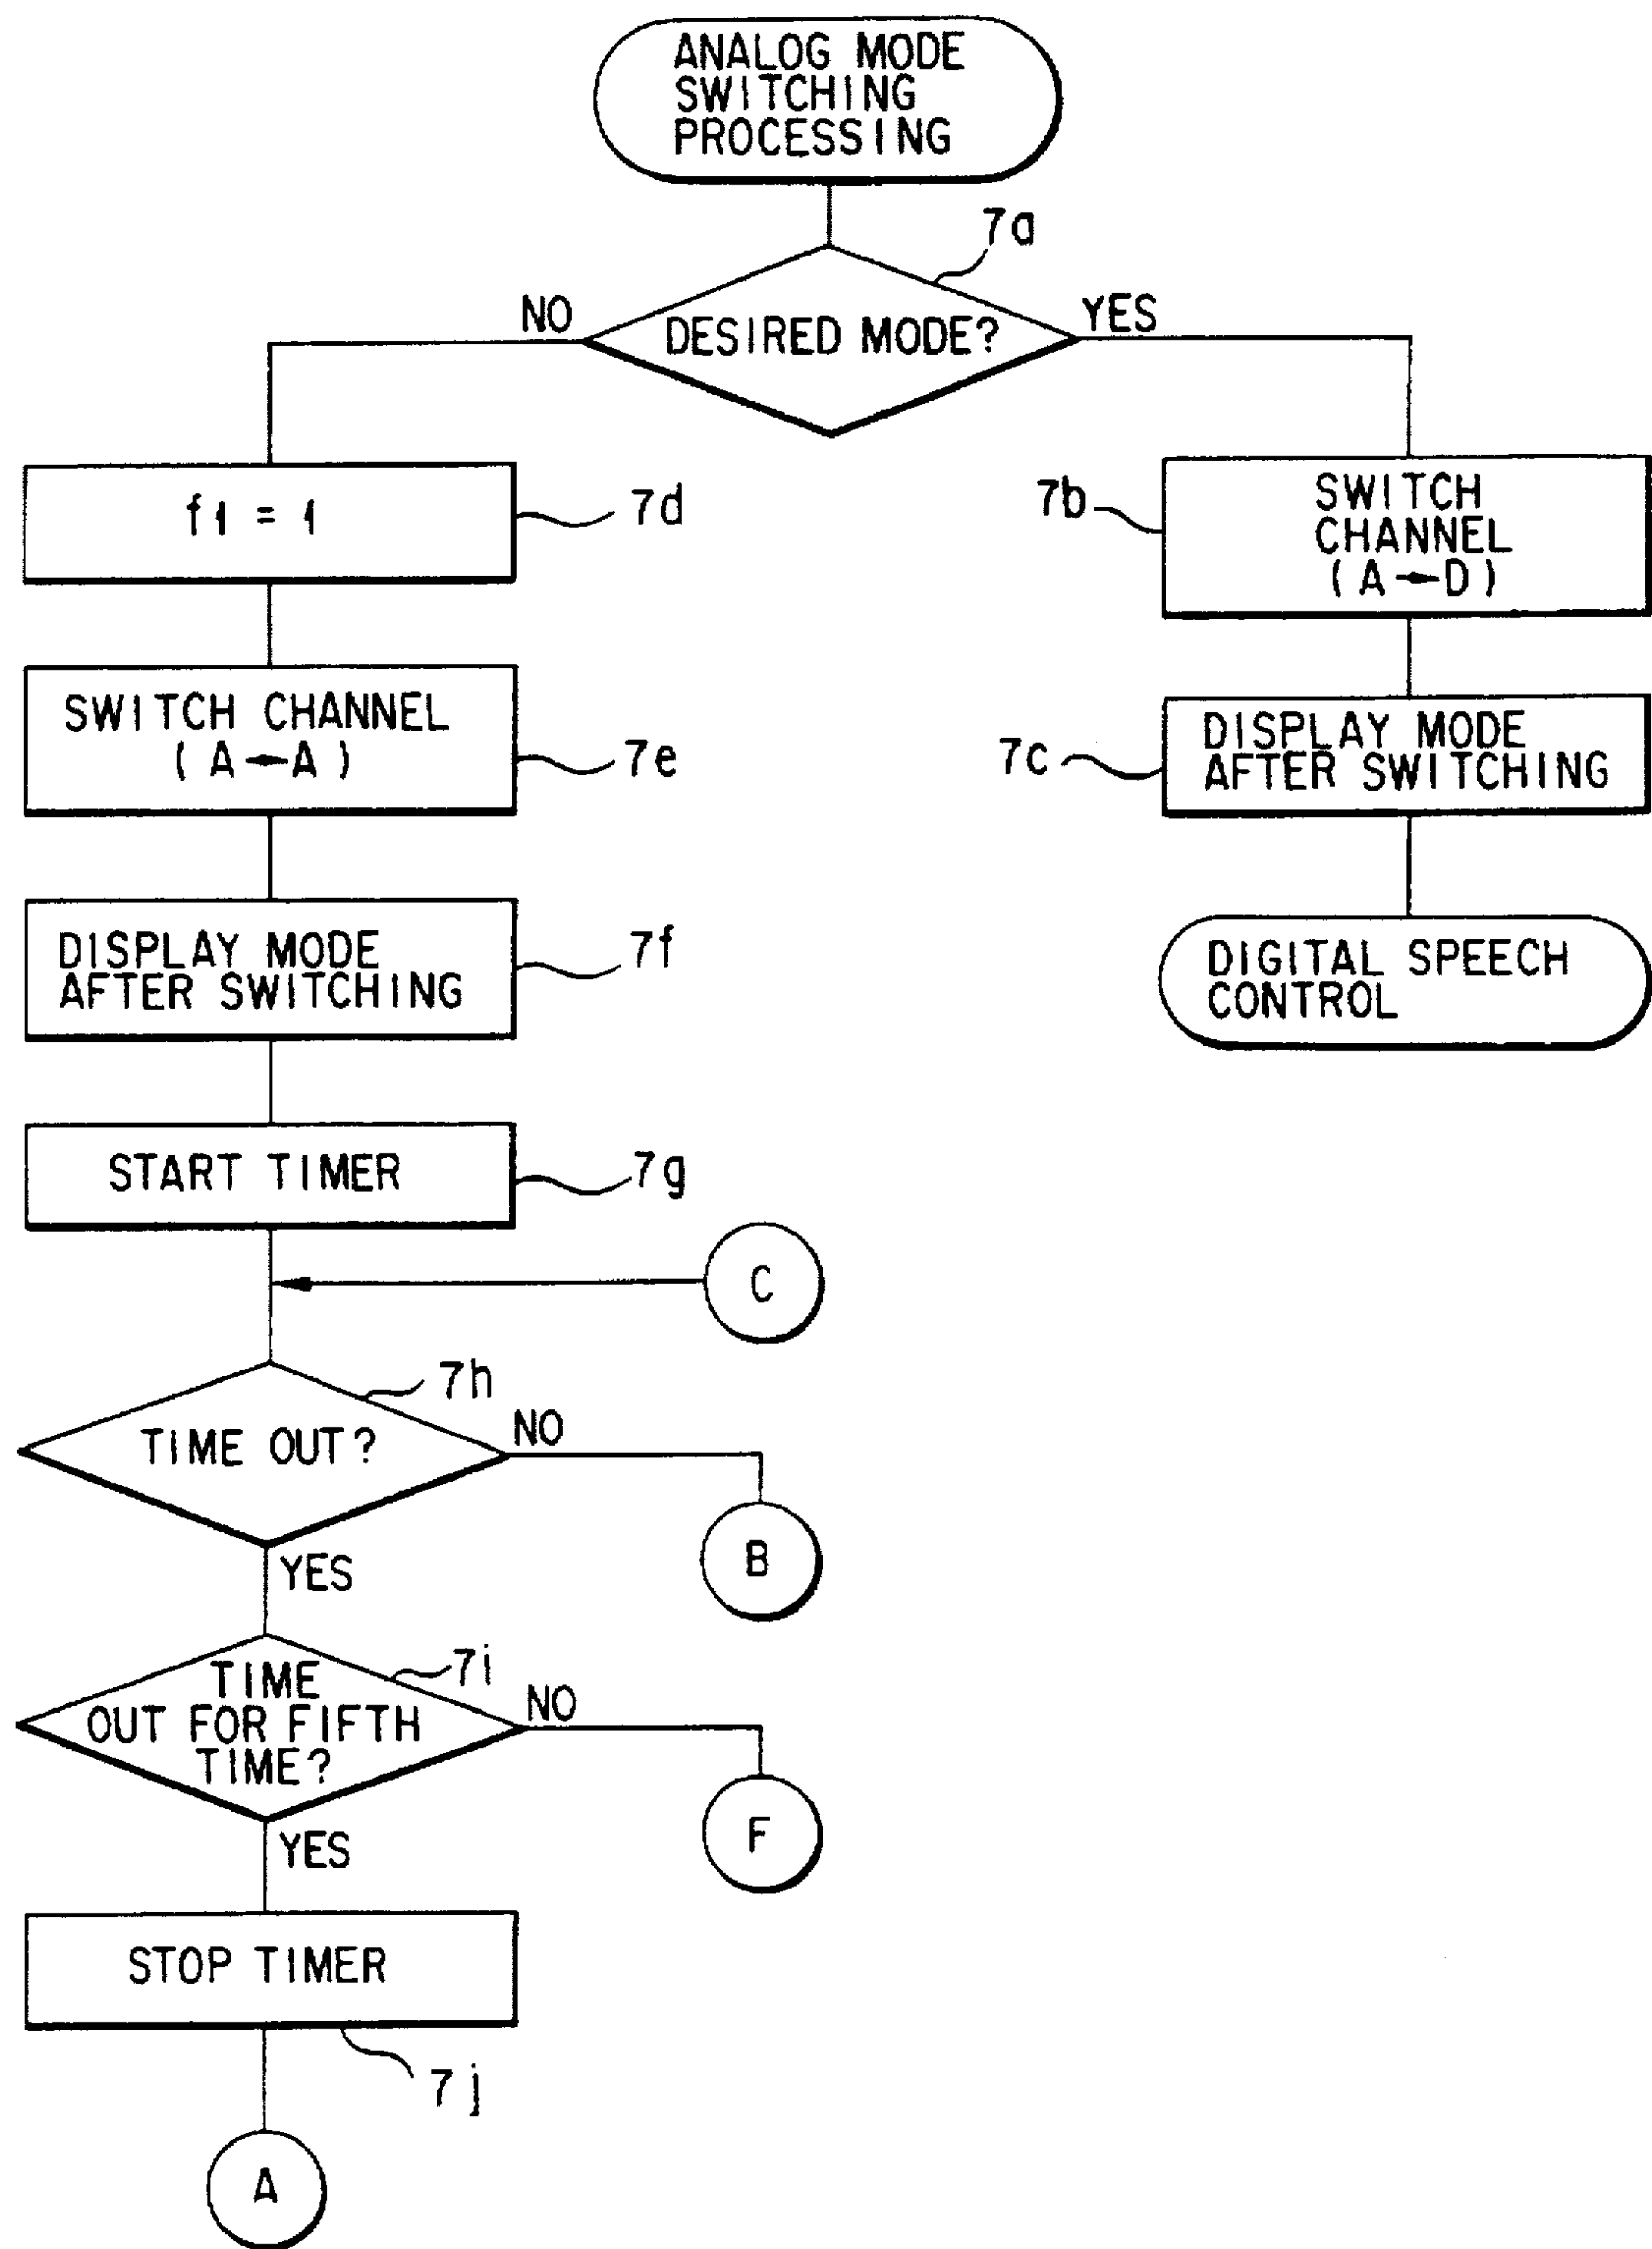 ANALOG MODE
SWITCHING
PROCESSING
7a
DESIRED MODE?
NO
YES
f1 = 1
7d
7b
SWITCH
CHANNEL
(A→D)
SWITCH CHANNEL
(A→A)
7e
7c
DISPLAY MODE
AFTER SWITCHING
DISPLAY MODE
AFTER SWITCHING
7f
DIGITAL SPEECH
CONTROL
START TIMER
7g
C
7h
TIME OUT?
NO
B
YES
7i
TIME
OUT FOR FIFTH
TIME?
NO
F
YES
STOP TIMER
7j
A